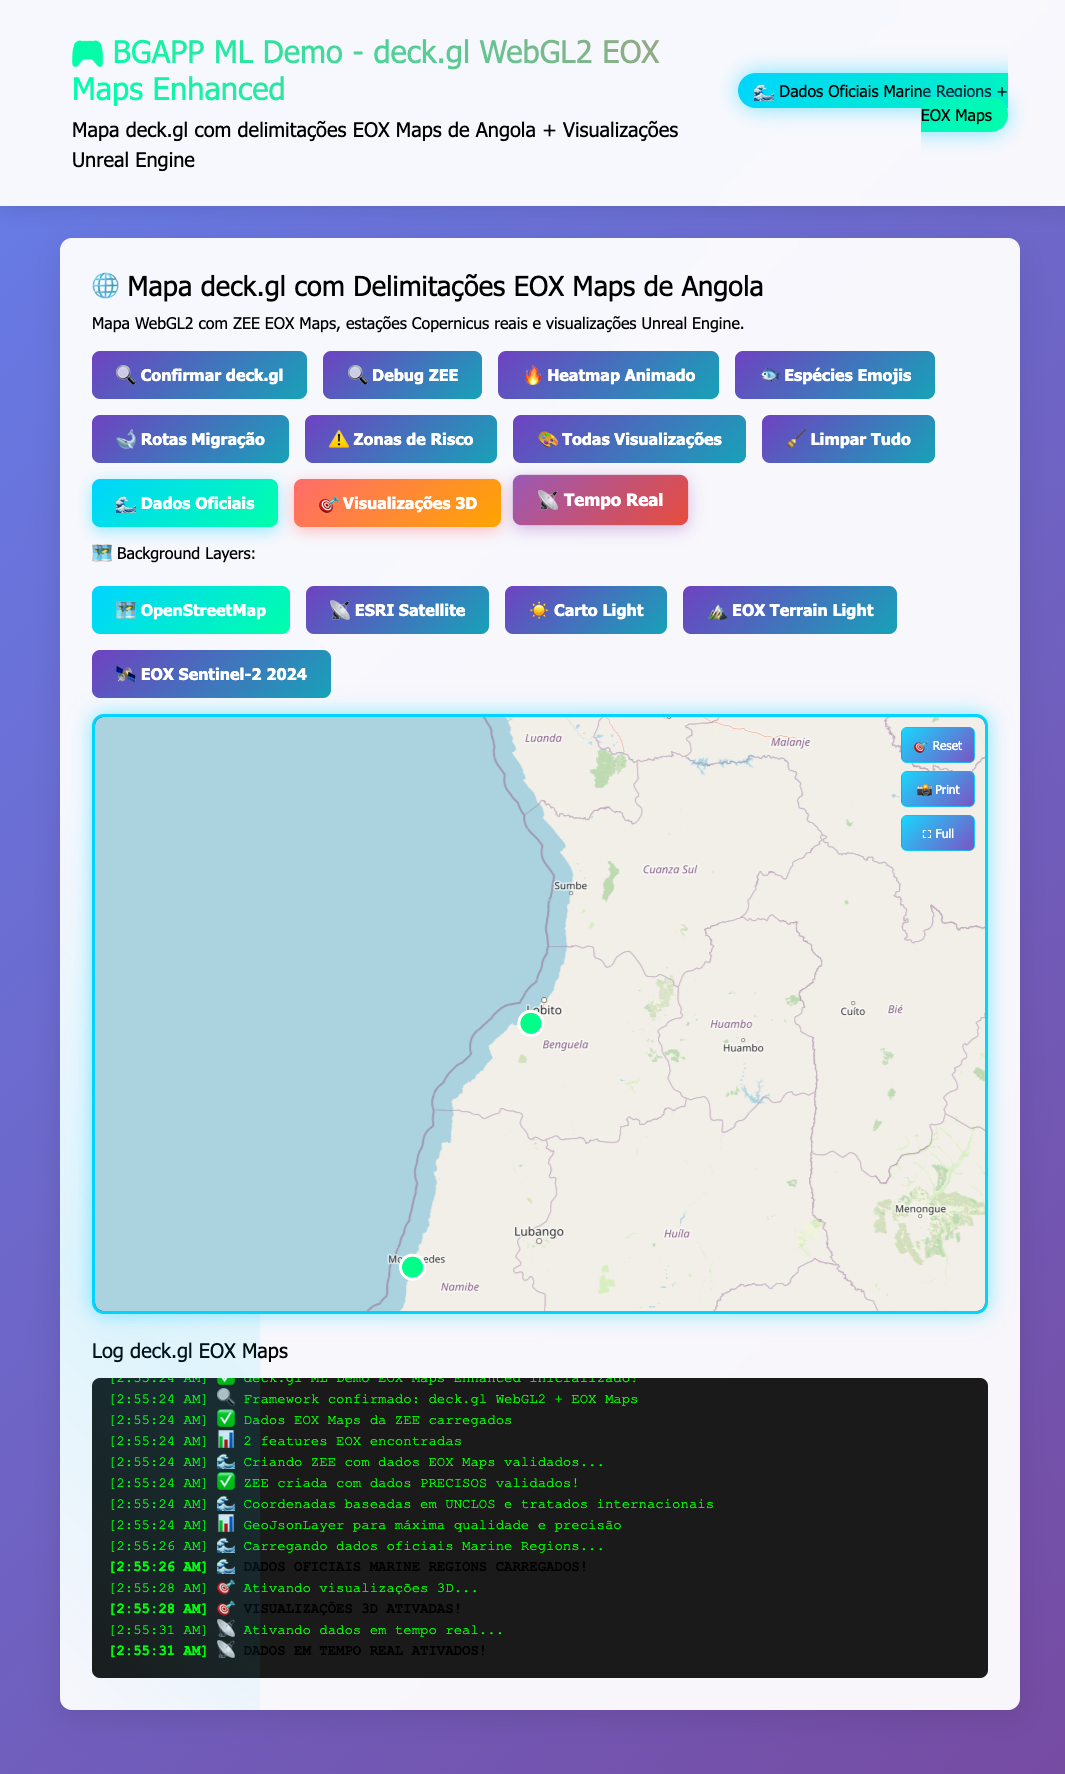 🎮 BGAPP ML Demo - deck.gl WebGL2 EOX
Maps Enhanced
Mapa deck.gl com delimitações EOX Maps de Angola + Visualizações
Unreal Engine
🌊 Dados Oficiais Marine Regions +
EOX Maps
🌐 Mapa deck.gl com Delimitações EOX Maps de Angola
Mapa WebGL2 com ZEE EOX Maps, estações Copernicus reais e visualizações Unreal Engine.
🔍 Confirmar deck.gl
🔍 Debug ZEE
🔥 Heatmap Animado
🐟 Espécies Emojis
🐋 Rotas Migração
⚠️ Zonas de Risco
🎨 Todas Visualizações
🧹 Limpar Tudo
🌊 Dados Oficiais
🎯 Visualizações 3D
📡 Tempo Real
🗺️ Background Layers:
🗺️ OpenStreetMap
📡 ESRI Satellite
☀️ Carto Light
⛰️ EOX Terrain Light
🛰️ EOX Sentinel-2 2024
Luanda
Malanje
🎯 Reset
📸 Print
⛶ Full
Cuanza Sul
Sumbe
Lobito
Benguela
Huambo
Huambo
Cuíto
Bié
Menongue
Lubango
Huíla
Namibe
Log deck.gl EOX Maps
[2:55:24 AM] ✅ deck.gl ML Demo EOX Maps Enhanced inicializado!
[2:55:24 AM] 🔍 Framework confirmado: deck.gl WebGL2 + EOX Maps
[2:55:24 AM] ✅ Dados EOX Maps da ZEE carregados
[2:55:24 AM] 📊 2 features EOX encontradas
[2:55:24 AM] 🌊 Criando ZEE com dados EOX Maps validados...
[2:55:24 AM] ✅ ZEE criada com dados PRECISOS validados!
[2:55:24 AM] 🌊 Coordenadas baseadas em UNCLOS e tratados internacionais
[2:55:24 AM] 📊 GeoJsonLayer para máxima qualidade e precisão
[2:55:26 AM] 🌊 Carregando dados oficiais Marine Regions...
[2:55:26 AM] 🌊 DADOS OFICIAIS MARINE REGIONS CARREGADOS!
[2:55:28 AM] 🎯 Ativando visualizações 3D...
[2:55:28 AM] 🎯 VISUALIZAÇÕES 3D ATIVADAS!
[2:55:31 AM] 📡 Ativando dados em tempo real...
[2:55:31 AM] 📡 DADOS EM TEMPO REAL ATIVADOS!